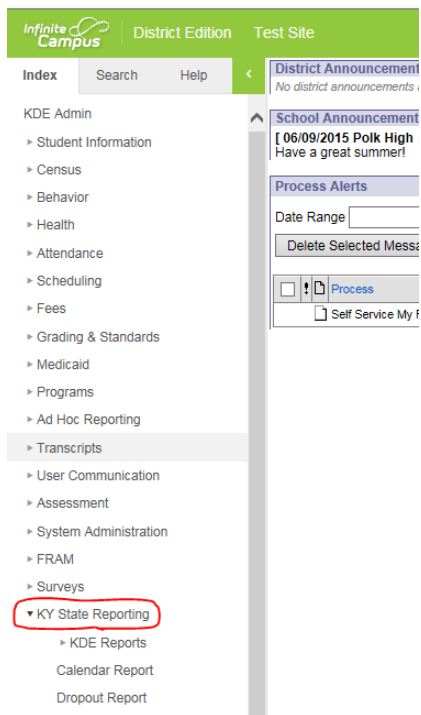 Infinite Campus District Edition Test Site
Index Search Help
KDE Admin
Student Information
Census
Behavior
Health
Attendance
Scheduling
Fees
Grading & Standards
Medicaid
Programs
Ad Hoc Reporting
Transcripts
User Communication
Assessment
System Administration
FRAM
Surveys
KY State Reporting
KDE Reports
Calendar Report
Dropout Report
District Announcement
No district announcements
School Announcement
[ 06/09/2015 Polk High
Have a great summer!
Process Alerts
Date Range
Delete Selected Messa
! Process
Self Service My